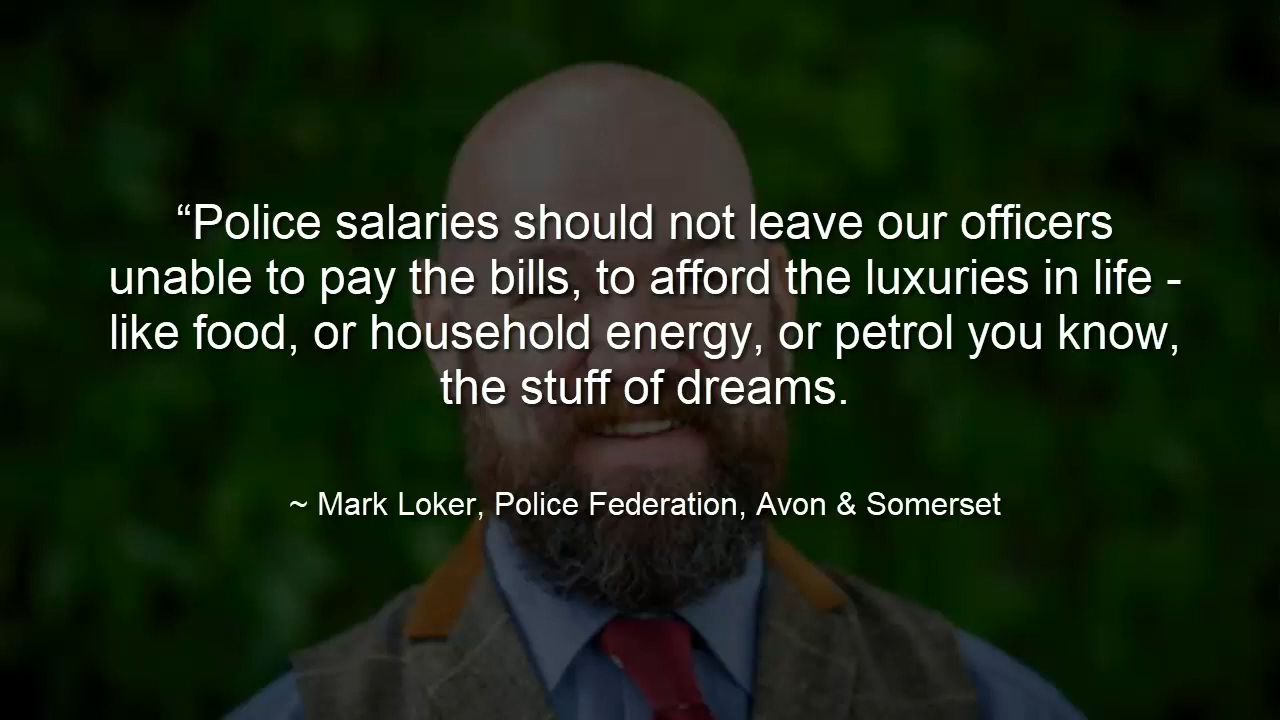 “Police salaries should not leave our officers
unable to pay the bills, to afford the luxuries in life -
like food, or household energy, or petrol you know,
the stuff of dreams.
~ Mark Loker, Police Federation, Avon & Somerset